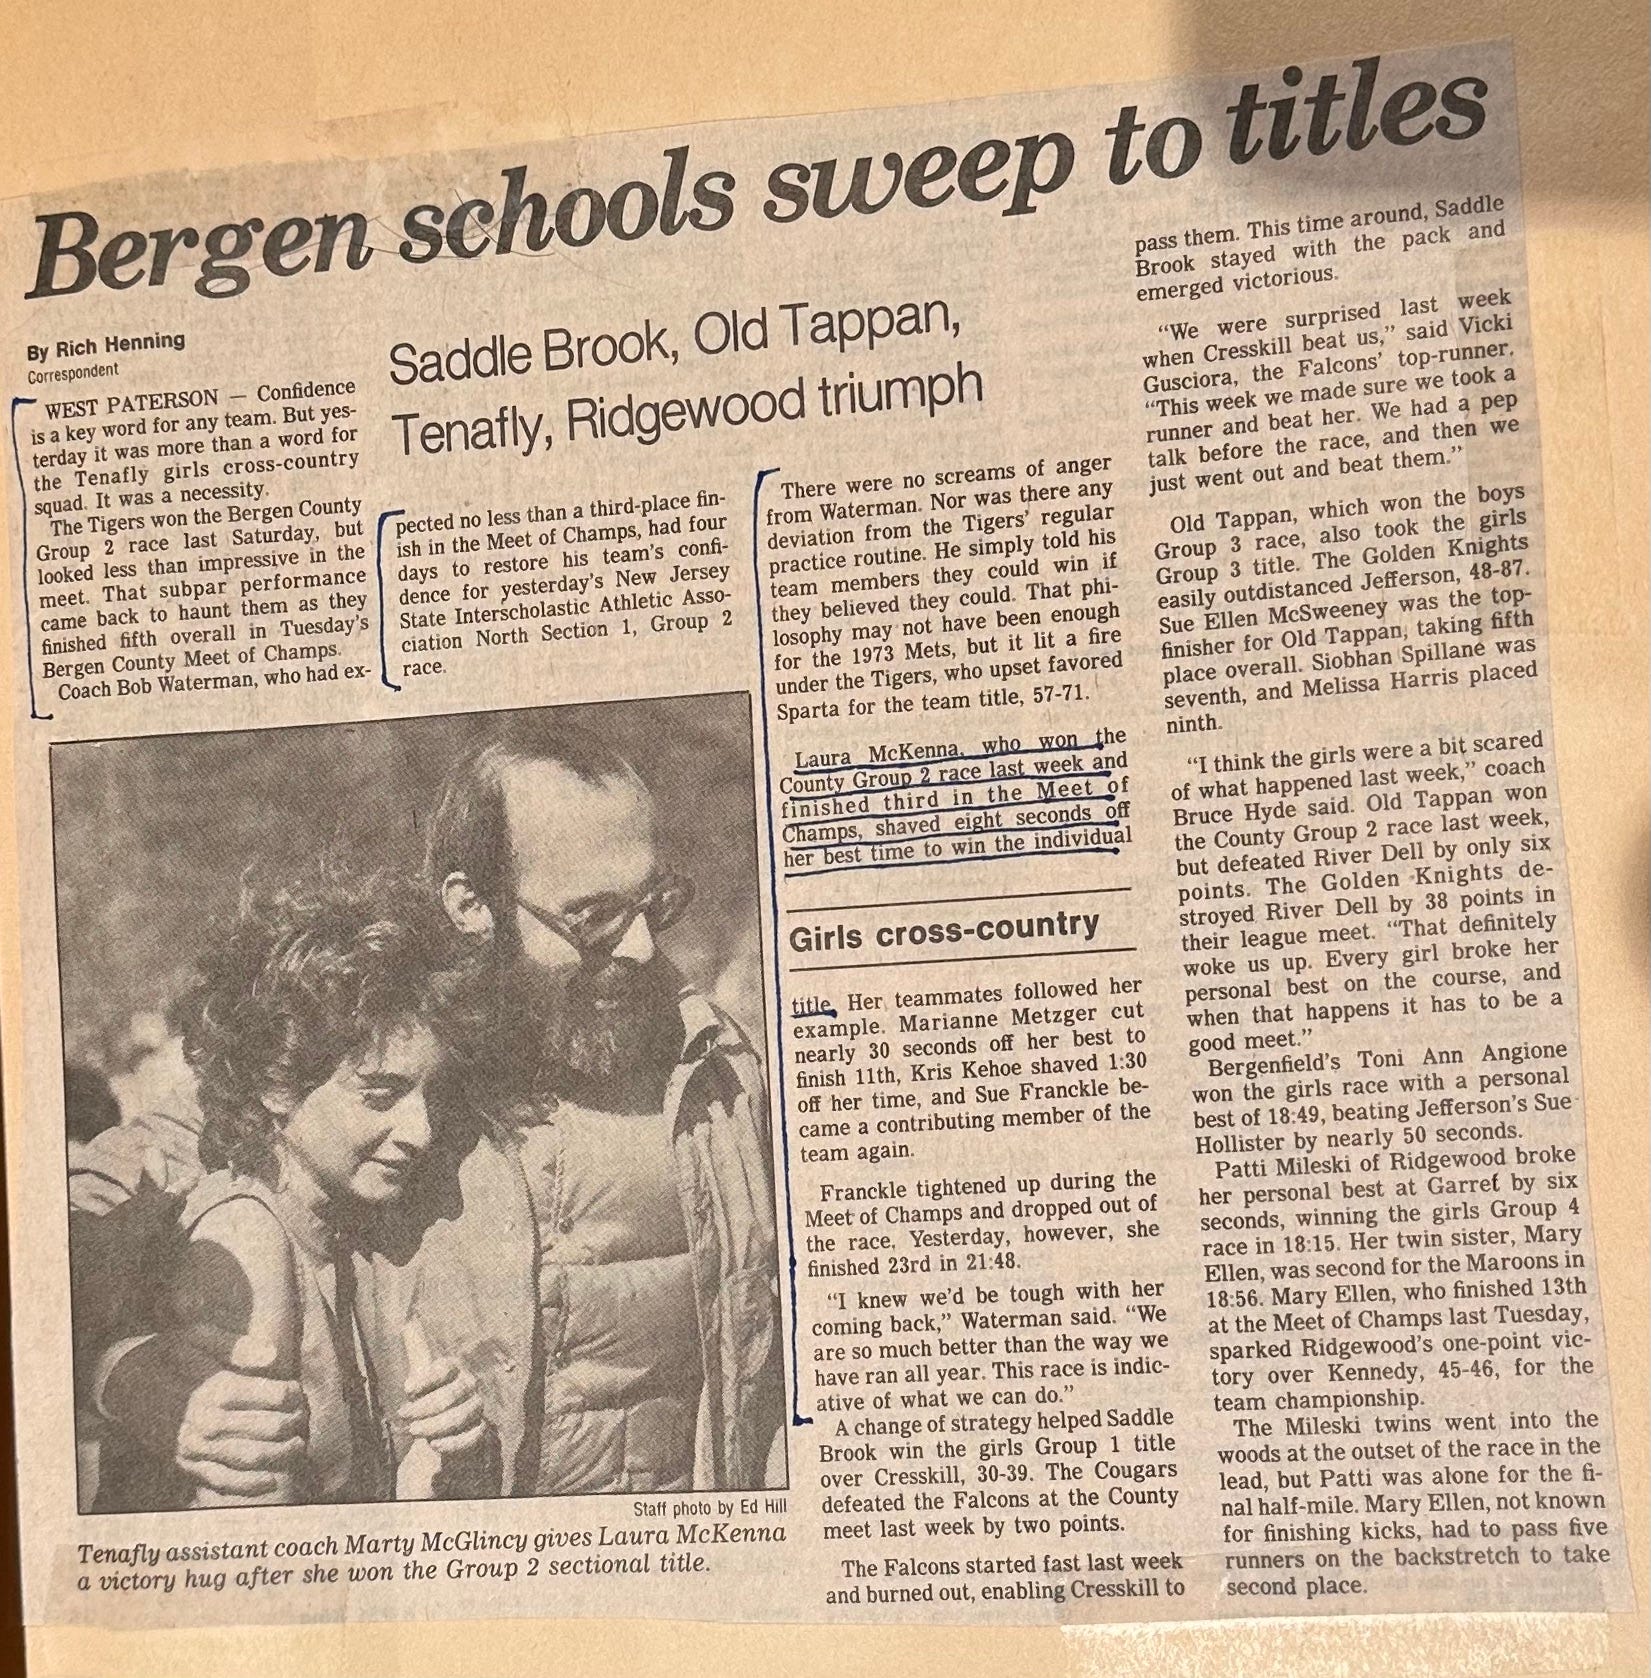 Bergen schools sweep to titles
Saddle Brook, Old Tappan,
Tenafly, Ridgewood triumph
By Rich Henning
Correspondent
WEST PATERSON — Confidence
is a key word for any team. But yes-
terday it was more than a word for
the Tenafly girls cross-country
squad. It was a necessity.
The Tigers won the Bergen County
Group 2 race last Saturday, but
looked less than impressive in the
meet. That subpar performance
came back to haunt them as they
finished fifth overall in Tuesday's
Bergen County Meet of Champs.
Coach Bob Waterman, who had ex-
pected no less than a third-place fin-
ish in the Meet of Champs, had four
days to restore his team's confi-
dence for yesterday's New Jersey
State Interscholastic Athletic Asso-
ciation North Section 1, Group 2
race.
There were no screams of anger
from Waterman. Nor was there any
deviation from the Tigers' regular
practice routine. He simply told his
team members they could win if
they believed they could. That phi-
losophy may not have been enough
for the 1973 Mets, but it lit a fire
under the Tigers, who upset favored
Sparta for the team title, 57-71.
Laura McKenna, who won the
County Group 2 race last week and
finished third in the Meet of
Champs, shaved eight seconds off
her best time to win the individual
Girls cross-country
title. Her teammates followed her
example. Marianne Metzger cut
nearly 30 seconds off her best to
finish 11th, Kris Kehoe shaved 1:30
off her time, and Sue Franckle be-
came a contributing member of the
team again.
Franckle tightened up during the
Meet of Champs and dropped out of
the race. Yesterday, however, she
finished 23rd in 21:48.
"I knew we'd be tough with her
coming back," Waterman said. "We
are so much better than the way we
have ran all year. This race is indic-
ative of what we can do."
A change of strategy helped Saddle
Brook win the girls Group 1 title
over Cresskill, 30-39. The Cougars
defeated the Falcons at the County
meet last week by two points.
The Falcons started fast last week
and burned out, enabling Cresskill to
pass them. This time around, Saddle
Brook stayed with the pack and
emerged victorious.
"We were surprised last week
when Cresskill beat us," said Vicki
Gusciora, the Falcons' top-runner.
"This week we made sure we took a
runner and beat her. We had a pep
talk before the race, and then we
just went out and beat them."
Old Tappan, which won the boys
Group 3 race, also took the girls
Group 3 title. The Golden Knights
easily outdistanced Jefferson, 48-87.
Sue Ellen McSweeney was the top-
finisher for Old Tappan, taking fifth
place overall. Siobhan Spillane was
seventh, and Melissa Harris placed
ninth.
"I think the girls were a bit scared
of what happened last week," coach
Bruce Hyde said. Old Tappan won
the County Group 2 race last week,
but defeated River Dell by only six
points. The Golden Knights de-
stroyed River Dell by 38 points in
their league meet. "That definitely
woke us up. Every girl broke her
personal best on the course, and
when that happens it has to be a
good meet."
Bergenfield's Toni Ann Angione
won the girls race with a personal
best of 18:49, beating Jefferson's Sue
Hollister by nearly 50 seconds.
Patti Mileski of Ridgewood broke
her personal best at Garret by six
seconds, winning the girls Group 4
race in 18:15. Her twin sister, Mary
Ellen, was second for the Maroons in
18:56. Mary Ellen, who finished 13th
at the Meet of Champs last Tuesday,
sparked Ridgewood's one-point vic-
tory over Kennedy, 45-46, for the
team championship.
The Mileski twins went into the
woods at the outset of the race in the
lead, but Patti was alone for the fi-
nal half-mile. Mary Ellen, not known
for finishing kicks, had to pass five
runners on the backstretch to take
second place.
Staff photo by Ed Hill
Tenafly assistant coach Marty McGlincy gives Laura McKenna
a victory hug after she won the Group 2 sectional title.